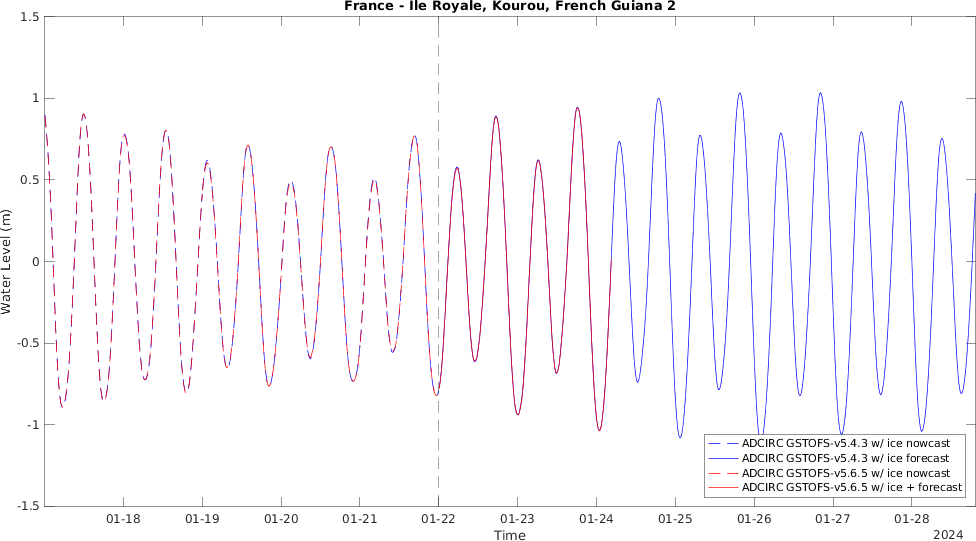 France - Ile Royale, Kourou, French Guiana 2
1.5
1
0.5
0
-0.5
-1
-1.5
Water Level (m)
ADCIRC GSTOFS-v5.4.3 w/ ice nowcast
ADCIRC GSTOFS-v5.4.3 w/ ice forecast
ADCIRC GSTOFS-v5.6.5 w/ ice nowcast
ADCIRC GSTOFS-v5.6.5 w/ ice + forecast
01-18 01-19 01-20 01-21 01-22 01-23 01-24 01-25 01-26 01-27 01-28
Time
2024